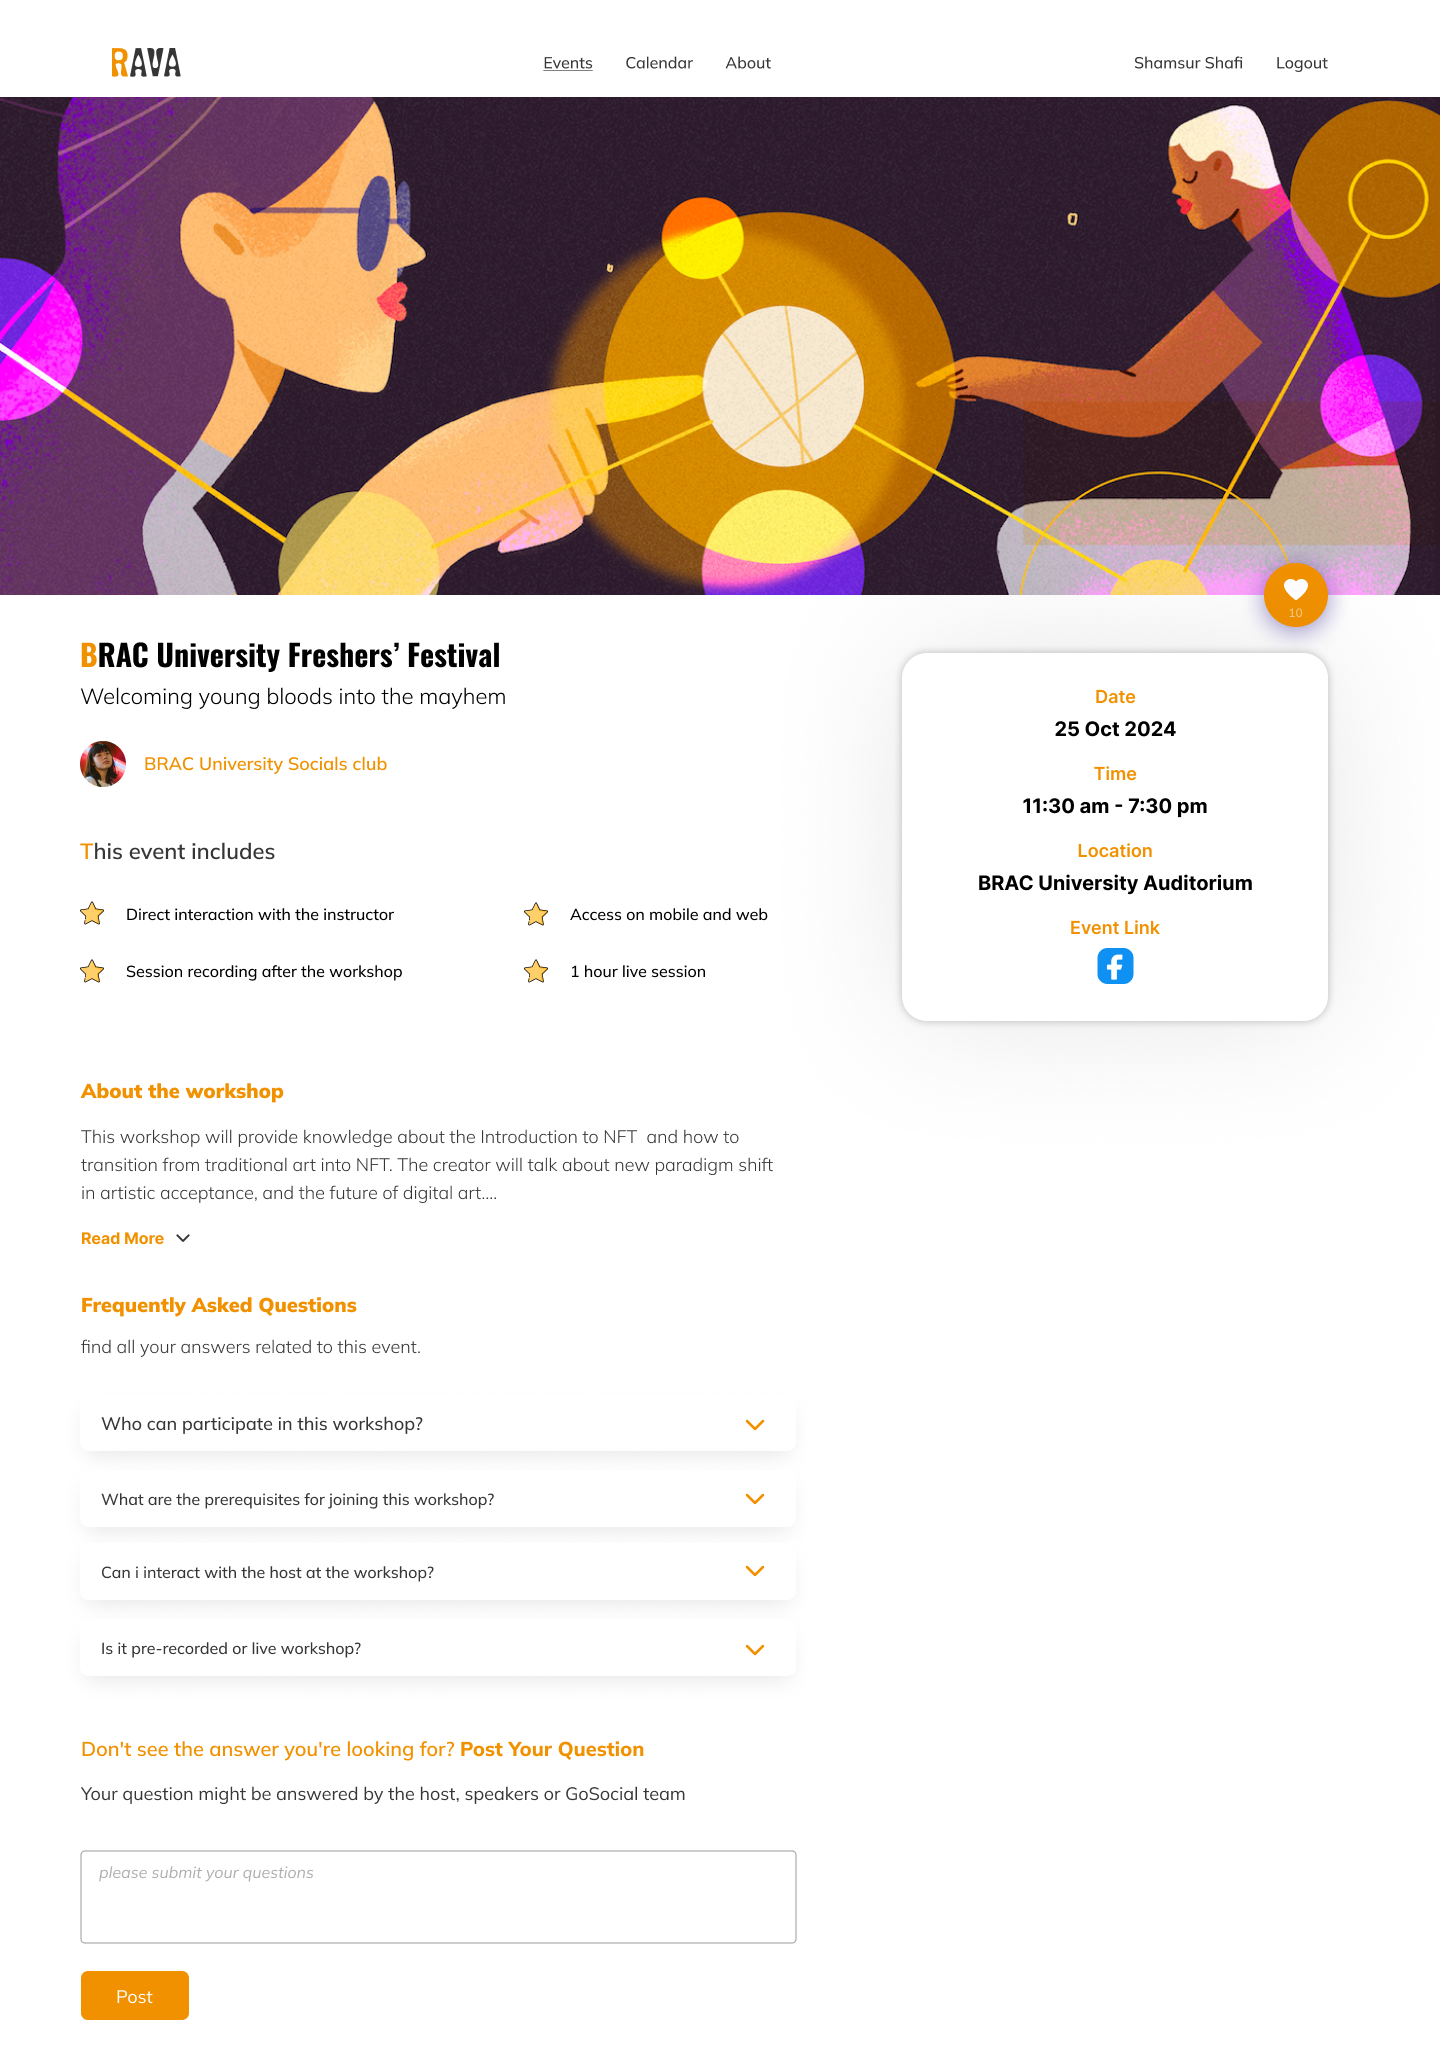 RAVA
Events
Calendar
About
Shamsur Shafi
Logout
10
BRAC University Freshers’ Festival
Welcoming young bloods into the mayhem
BRAC University Socials club
Date
25 Oct 2024
Time
11:30 am - 7:30 pm
Location
BRAC University Auditorium
Event Link
This event includes
Direct interaction with the instructor
Access on mobile and web
Session recording after the workshop
1 hour live session
About the workshop
This workshop will provide knowledge about the Introduction to NFT  and how to
transition from traditional art into NFT. The creator will talk about new paradigm shift
in artistic acceptance, and the future of digital art....
Read More
Frequently Asked Questions
find all your answers related to this event.
Who can participate in this workshop?
What are the prerequisites for joining this workshop?
Can i interact with the host at the workshop?
Is it pre-recorded or live workshop?
Don't see the answer you're looking for? Post Your Question
Your question might be answered by the host, speakers or GoSocial team
please submit your questions
Post